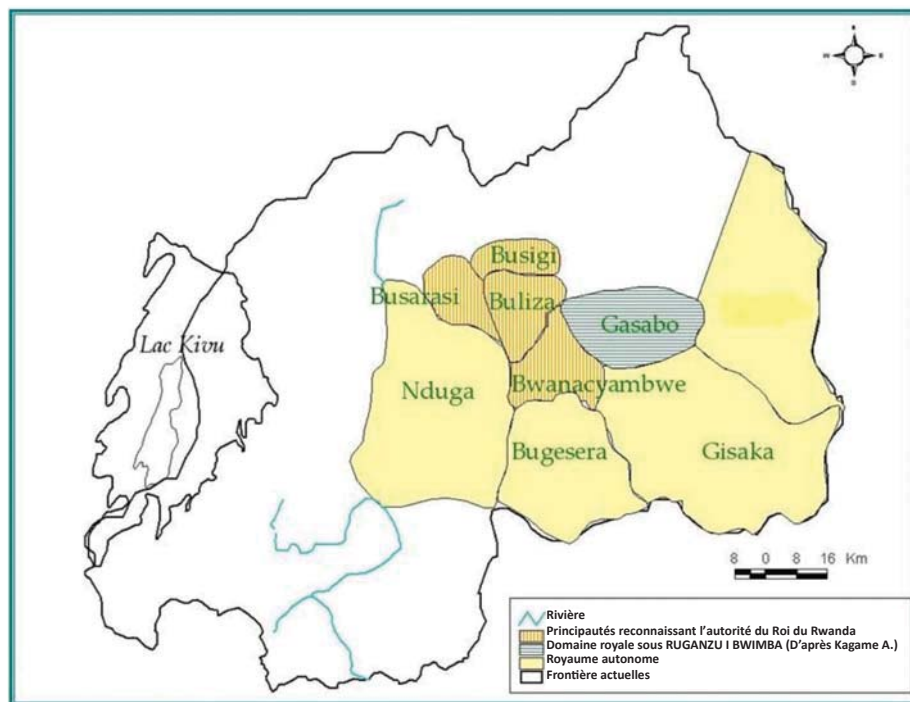 N
E
S
Busigi
Busarasi
Buliza
Gasabo
Lac Kivu
Nduga
Bwanacyambwe
Bugesera
Gisaka
8 0 8 16 Km
Rivière
Principautés reconnaissant l'autorité du Roi du Rwanda
Domaine royale sous RUGANZU I BWIMBA (D'après Kagame A.)
Royaume autonome
Frontière actuelles